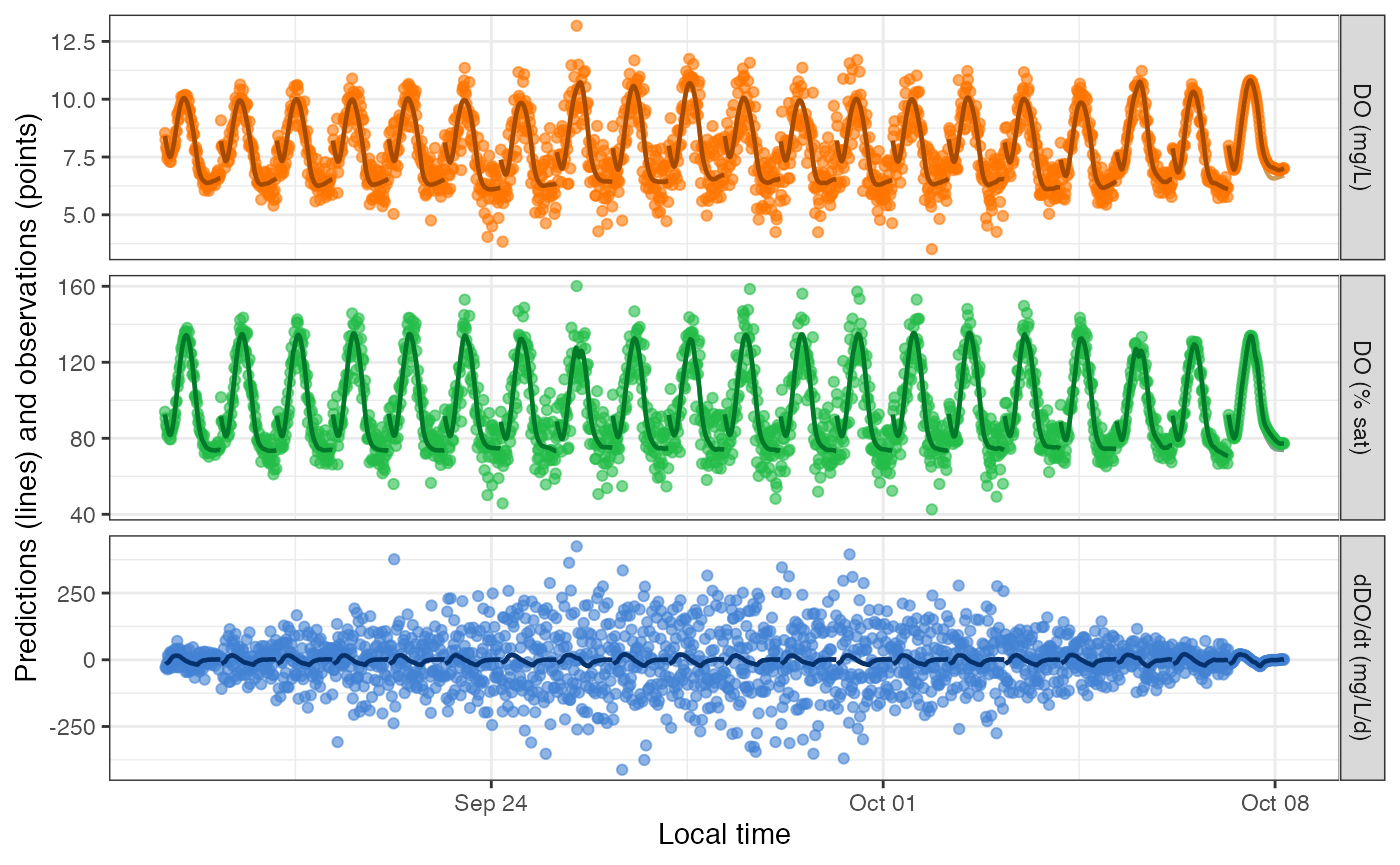 Predictions (lines) and observations (points)
12.5
10.0
7.5
5.0
DO (mg/L)
160
120
80
40
DO (% sat)
250
0
-250
dDO/dt (mg/L/d)
Sep 24
Oct 01
Oct 08
Local time